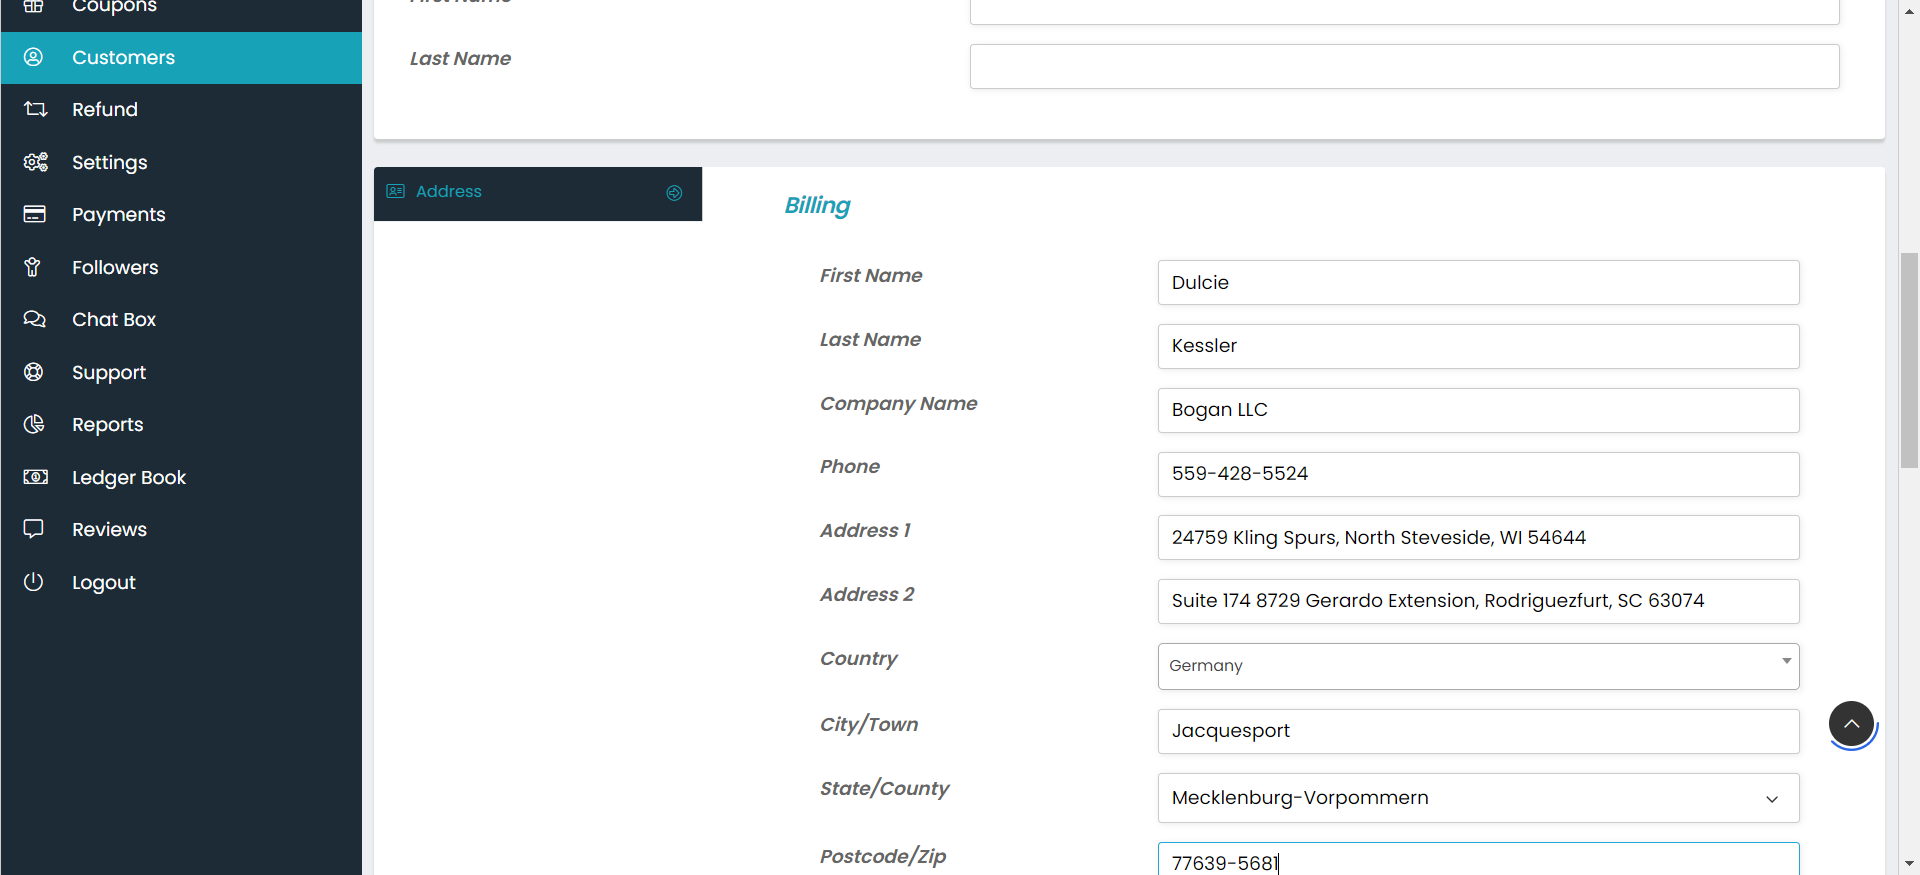 Coupons
Customers
Refund
Settings
Payments
Followers
Chat Box
Support
Reports
Ledger Book
Reviews
Logout
First Name
Last Name
Address
Billing
First Name Dulcie
Last Name Kessler
Company Name Bogan LLC
Phone 559-428-5524
Address 1 24759 Kling Spurs, North Steveside, WI 54644
Address 2 Suite 174 8729 Gerardo Extension, Rodriguezfurt, SC 63074
Country Germany
City/Town Jacquesport
State/County Mecklenburg-Vorpommern
Postcode/Zip 77639-5681